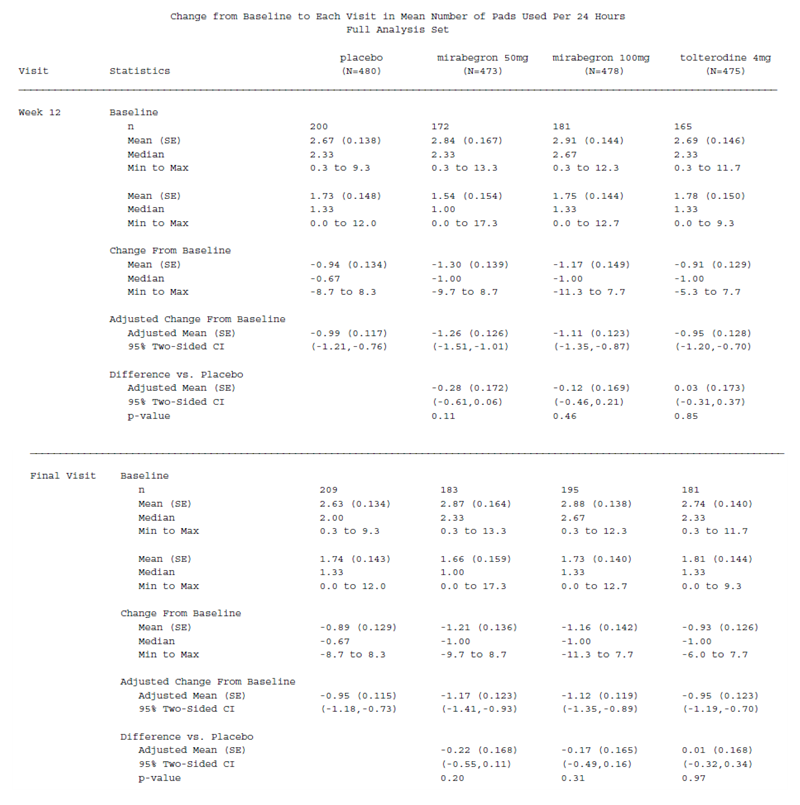 Change from Baseline to Each Visit in Mean Number of Pads Used Per 24 Hours
Full Analysis Set
placebo mirabegron 50mg mirabegron 100mg tolterodine 4mg
Visit Statistics (N=480) (N=473) (N=478) (N=475)
Week 12 Baseline
n 200 172 181 165
Mean (SE) 2.67 (0.138) 2.84 (0.167) 2.91 (0.144) 2.69 (0.146)
Median 2.33 2.33 2.67 2.33
Min to Max 0.3 to 9.3 0.3 to 13.3 0.3 to 12.3 0.3 to 11.7
Mean (SE) 1.73 (0.148) 1.54 (0.154) 1.75 (0.144) 1.78 (0.150)
Median 1.33 1.00 1.33 1.33
Min to Max 0.0 to 12.0 0.0 to 17.3 0.0 to 12.7 0.0 to 9.3
Change From Baseline
Mean (SE) -0.94 (0.134) -1.30 (0.139) -1.17 (0.149) -0.91 (0.129)
Median -0.67 -1.00 -1.00 -1.00
Min to Max -8.7 to 8.3 -9.7 to 8.7 -11.3 to 7.7 -5.3 to 7.7
Adjusted Change From Baseline
Adjusted Mean (SE) -0.99 (0.117) -1.26 (0.126) -1.11 (0.123) -0.95 (0.128)
95% Two-Sided CI (-1.21,-0.76) (-1.51,-1.01) (-1.35,-0.87) (-1.20,-0.70)
Difference vs. Placebo
Adjusted Mean (SE) -0.28 (0.172) -0.12 (0.169) 0.03 (0.173)
95% Two-Sided CI (-0.61,0.06) (-0.46,0.21) (-0.31,0.37)
p-value 0.11 0.46 0.85
Final Visit Baseline
n 209 183 195 181
Mean (SE) 2.63 (0.134) 2.87 (0.164) 2.88 (0.138) 2.74 (0.140)
Median 2.00 2.33 2.67 2.33
Min to Max 0.3 to 9.3 0.3 to 13.3 0.3 to 12.3 0.3 to 11.7
Mean (SE) 1.74 (0.143) 1.66 (0.159) 1.73 (0.140) 1.81 (0.144)
Median 1.33 1.00 1.33 1.33
Min to Max 0.0 to 12.0 0.0 to 17.3 0.0 to 12.7 0.0 to 9.3
Change From Baseline
Mean (SE) -0.89 (0.129) -1.21 (0.136) -1.16 (0.142) -0.93 (0.126)
Median -0.67 -1.00 -1.00 -1.00
Min to Max -8.7 to 8.3 -9.7 to 8.7 -11.3 to 7.7 -6.0 to 7.7
Adjusted Change From Baseline
Adjusted Mean (SE) -0.95 (0.115) -1.17 (0.123) -1.12 (0.119) -0.95 (0.123)
95% Two-Sided CI (-1.18,-0.73) (-1.41,-0.93) (-1.35,-0.89) (-1.19,-0.70)
Difference vs. Placebo
Adjusted Mean (SE) -0.22 (0.168) -0.17 (0.165) 0.01 (0.168)
95% Two-Sided CI (-0.55,0.11) (-0.49,0.16) (-0.32,0.34)
p-value 0.20 0.31 0.97